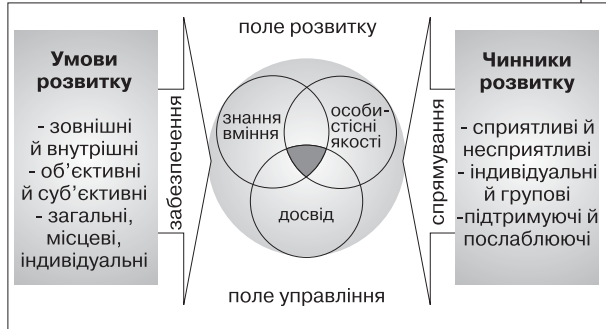 поле розвитку
Умови
розвитку
- зовнішні
й внутрішні
- об’єктивні
й суб’єктивні
- загальні,
місцеві,
індивідуальні
забезпечення
знання
вміння
особи-
стісні
якості
досвід
спрямування
Чинники
розвитку
- сприятливі й
несприятливі
- індивідуальні
й групові
-підтримуючі й
послаблюючі
поле управління